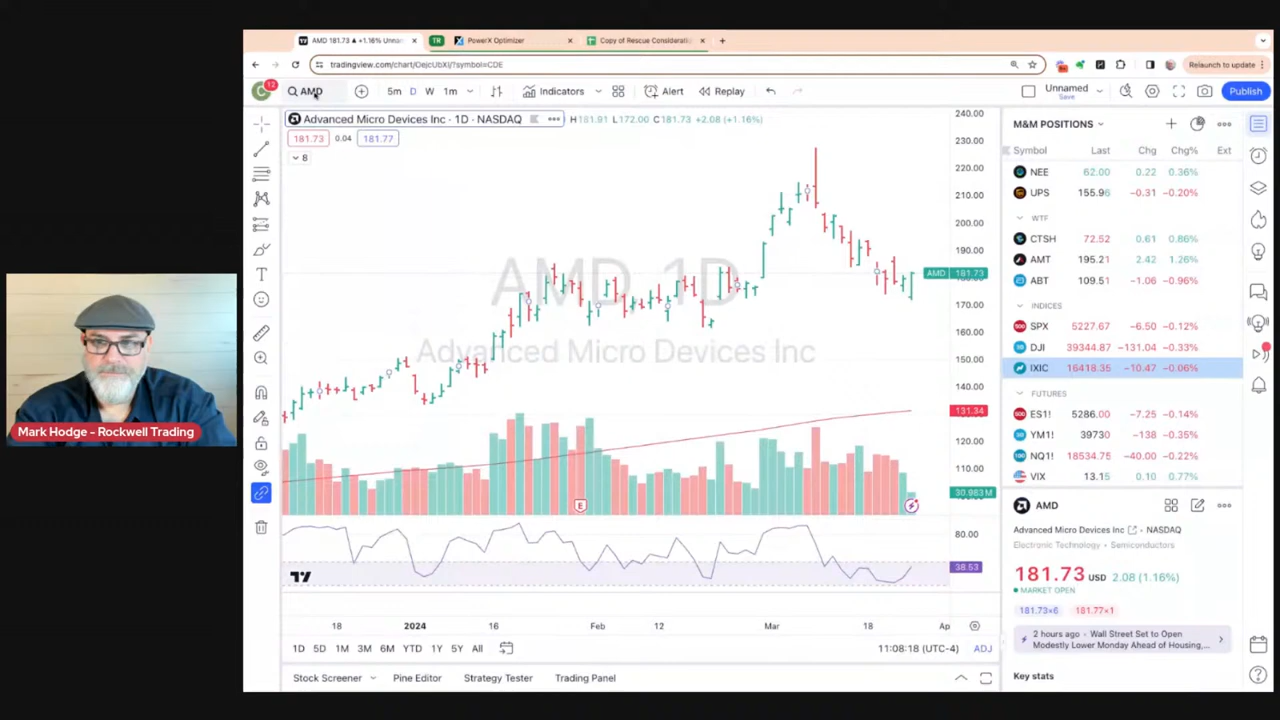 AMD 181.73 ▲ +1.16% Unna
TR
PowerX Optimizer
Copy of Rescue Consideratio
tradingview.com/chart/OejcUbXl/?symbol=CDE
Relaunch to update
C
12
AMD
5m D W 1m
Indicators
Alert
Replay
Unnamed
Save
Publish
Advanced Micro Devices Inc · 1D · NASDAQ
H181.91 L172.00 C181.73 +2.08 (+1.16%)
181.73 0.04 181.77
8
AMD, 1D
Advanced Micro Devices Inc.
240.00
230.00
220.00
210.00
200.00
190.00
AMD 181.73
170.00
160.00
150.00
140.00
131.34
120.00
110.00
30.983M
E
80.00
38.53
18 2024 16 Feb 12 Mar 18 Ap
1D 5D 1M 3M 6M YTD 1Y 5Y All
11:08:18 (UTC-4) ADJ
Stock Screener Pine Editor Strategy Tester Trading Panel
M&M POSITIONS
Symbol Last Chg Chg% Ext
NEE 62.00 0.22 0.36%
UPS 155.96 −0.31 −0.20%
WTF
CTSH 72.52 0.61 0.86%
AMT 195.21 2.42 1.26%
ABT 109.51 −1.06 −0.96%
INDICES
SPX 5227.67 −6.50 −0.12%
DJI 39344.87 −131.04 −0.33%
IXIC 16418.35 −10.47 −0.06%
FUTURES
ES1! 5286.00 −7.25 −0.14%
YM1! 39730 −138 −0.35%
NQ1! 18534.75 −40.00 −0.22%
VIX 13.15 0.10 0.77%
AMD
Advanced Micro Devices Inc · NASDAQ
Electronic Technology · Semiconductors
181.73 USD 2.08 (1.16%)
MARKET OPEN
181.73×6 181.77×1
2 hours ago · Wall Street Set to Open
Modestly Lower Monday Ahead of Housing,...
Key stats
Mark Hodge - Rockwell Trading